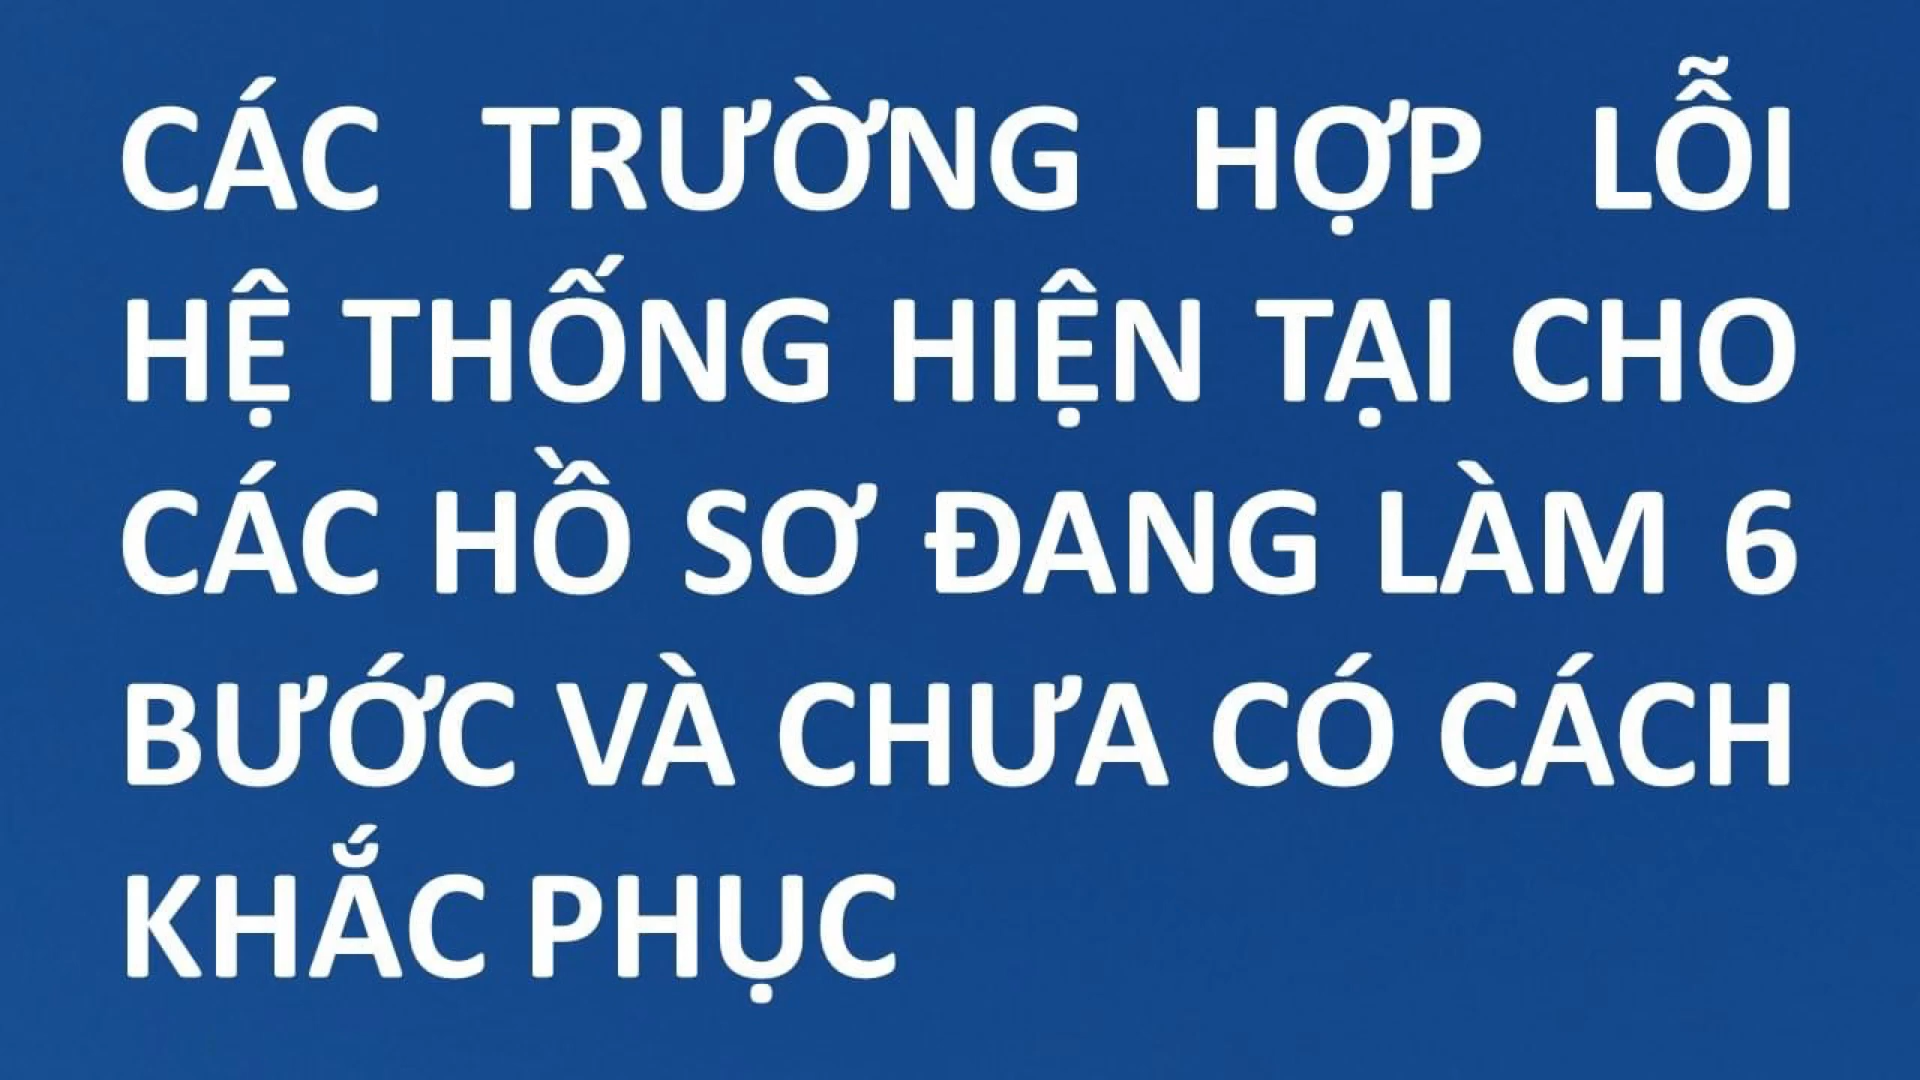 CÁC TRƯỜNG HỢP LỖI
HỆ THỐNG HIỆN TẠI CHO
CÁC HỒ SƠ ĐANG LÀM 6
BƯỚC VÀ CHƯA CÓ CÁCH
KHẮC PHỤC